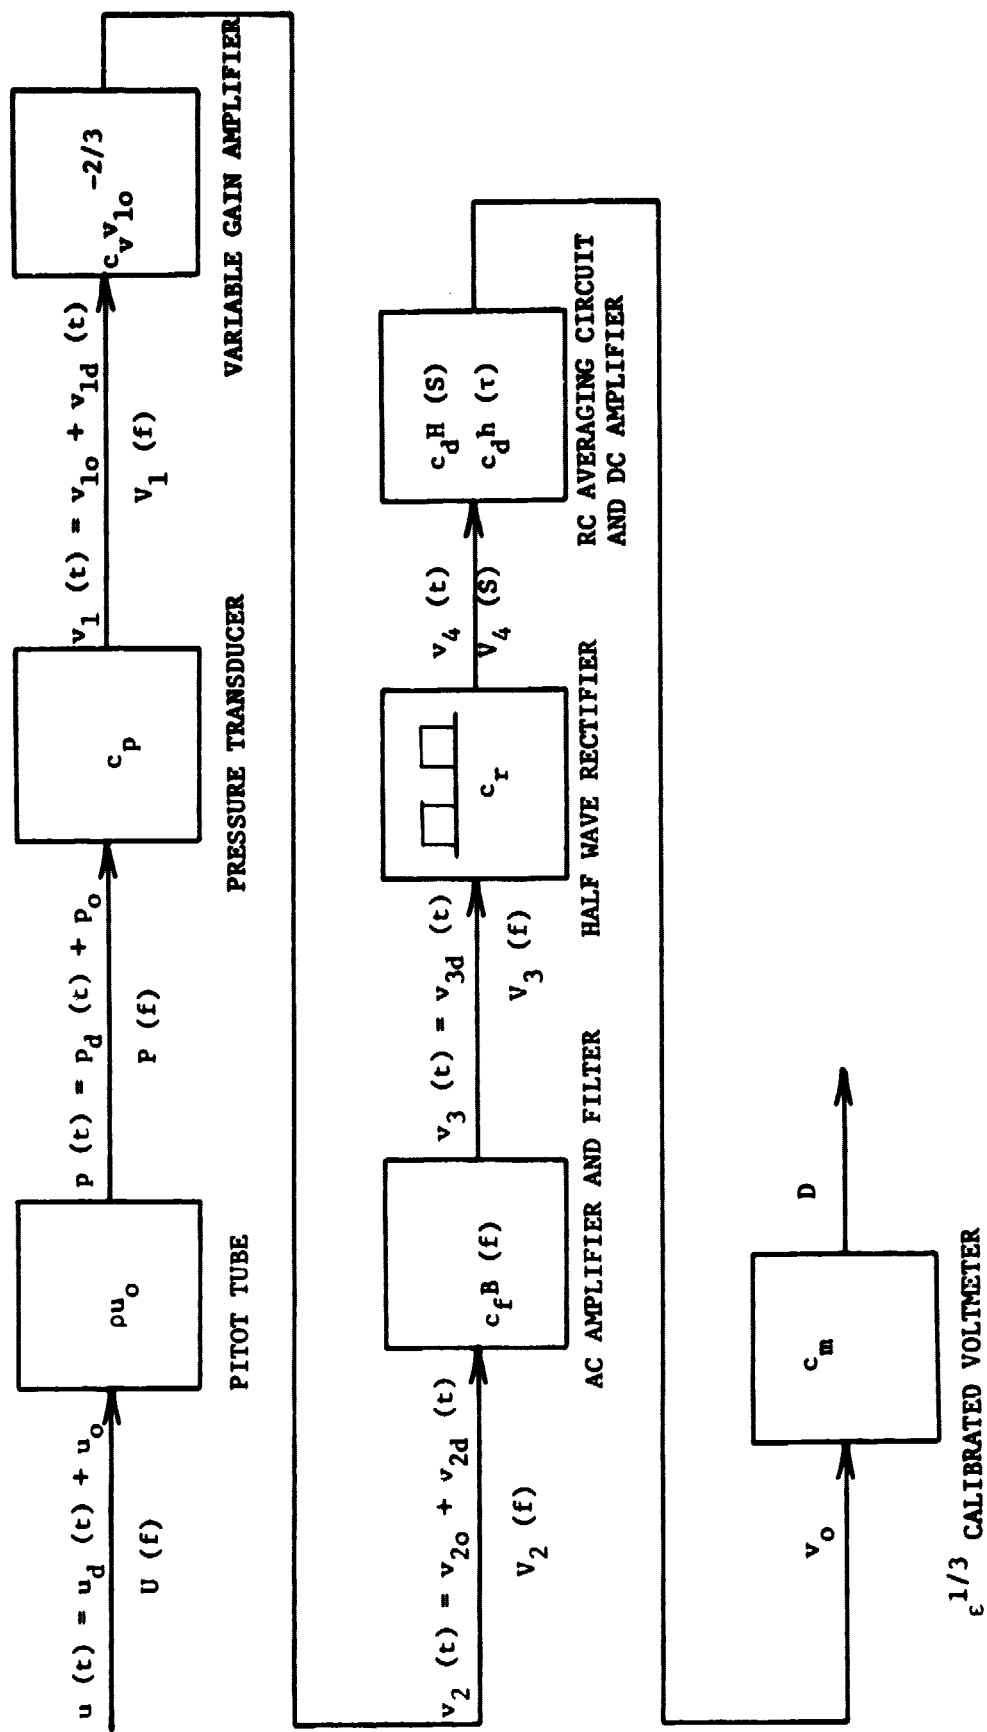 u (t) = u_d (t) + u_o
U (f)
ρu_o
PITOT TUBE
p (t) = p_d (t) + p_o
P (f)
c_p
PRESSURE TRANSDUCER
v_1 (t) = v_1o + v_1d (t)
V_1 (f)
c_v v_1o^-2/3
VARIABLE GAIN AMPLIFIER
v_2 (t) = v_2o + v_2d (t)
V_2 (f)
c_f B (f)
AC AMPLIFIER AND FILTER
v_3 (t) = v_3d (t)
V_3 (f)
c_r
HALF WAVE RECTIFIER
v_4 (t)
V_4 (S)
c_d H (S)
c_d h (τ)
RC AVERAGING CIRCUIT
AND DC AMPLIFIER
v_o
c_m
D
ε^1/3 CALIBRATED VOLTMETER